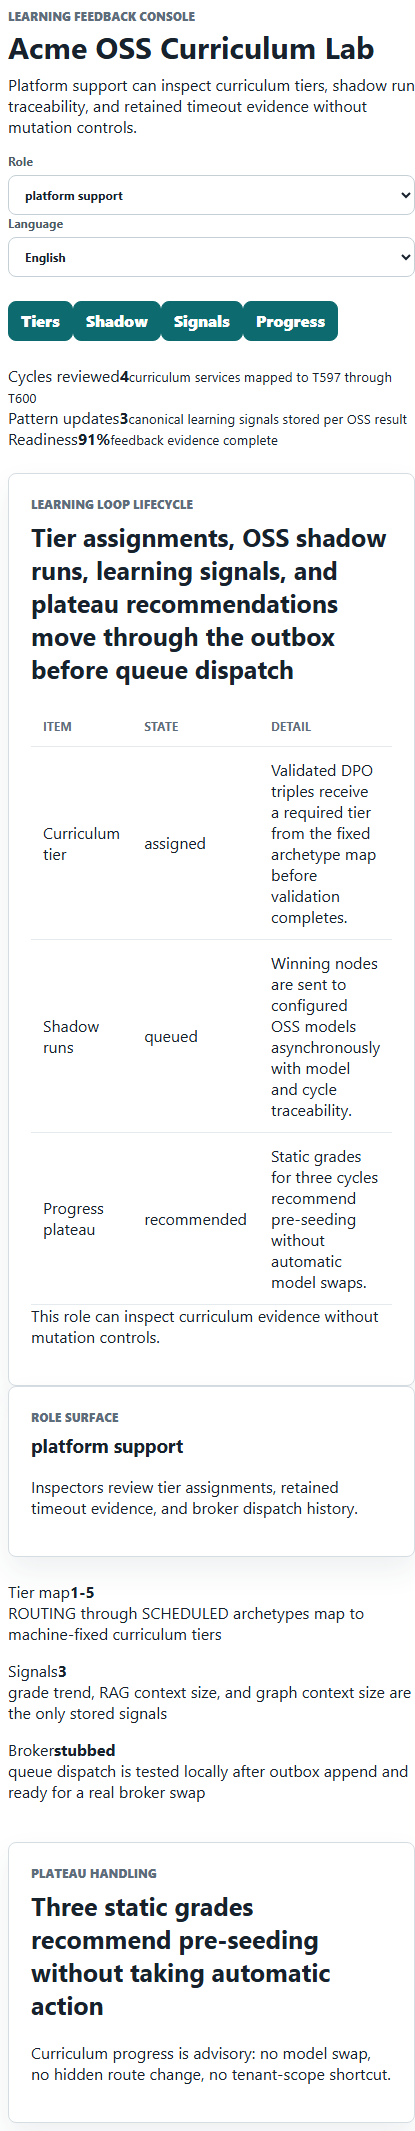 LEARNING FEEDBACK CONSOLE
Acme OSS Curriculum Lab
Platform support can inspect curriculum tiers, shadow run
traceability, and retained timeout evidence without
mutation controls.
Role
platform support
Language
English
Tiers Shadow Signals Progress
Cycles reviewed4curriculum services mapped to T597 through
T600
Pattern updates3canonical learning signals stored per OSS result
Readiness91%feedback evidence complete
LEARNING LOOP LIFECYCLE
Tier assignments, OSS shadow
runs, learning signals, and
plateau recommendations
move through the outbox
before queue dispatch
ITEM STATE DETAIL
Curriculum
tier
assigned
Validated DPO
triples receive
a required tier
from the fixed
archetype map
before
validation
completes.
Shadow
runs
queued
Winning nodes
are sent to
configured
OSS models
asynchronously
with model
and cycle
traceability.
Progress
plateau
recommended
Static grades
for three cycles
recommend
pre-seeding
without
automatic
model swaps.
This role can inspect curriculum evidence without
mutation controls.
ROLE SURFACE
platform support
Inspectors review tier assignments, retained
timeout evidence, and broker dispatch history.
Tier map1-5
ROUTING through SCHEDULED archetypes map to
machine-fixed curriculum tiers
Signals3
grade trend, RAG context size, and graph context size are
the only stored signals
Brokerstubbed
queue dispatch is tested locally after outbox append and
ready for a real broker swap
PLATEAU HANDLING
Three static grades
recommend pre-seeding
without taking automatic
action
Curriculum progress is advisory: no model swap,
no hidden route change, no tenant-scope shortcut.